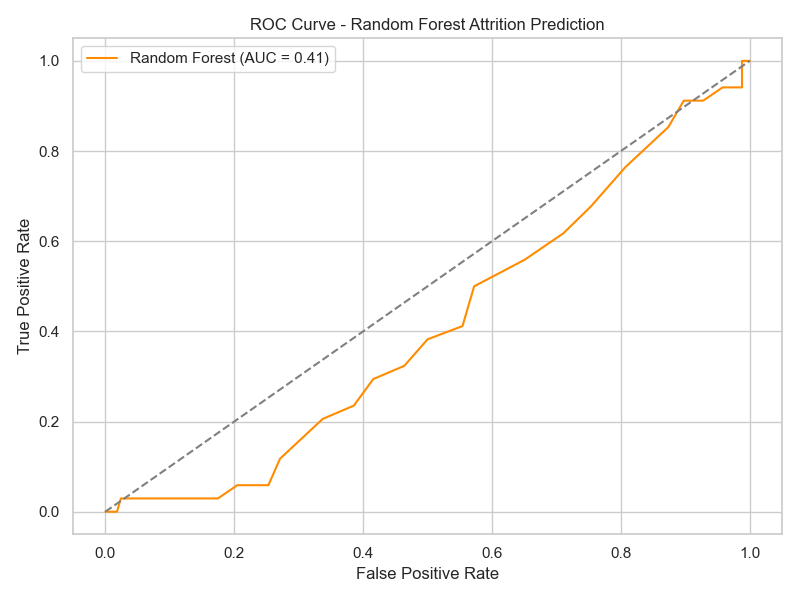 ROC Curve - Random Forest Attrition Prediction
Random Forest (AUC = 0.41)
True Positive Rate
1.0
0.8
0.6
0.4
0.2
0.0
0.0 0.2 0.4 0.6 0.8 1.0
False Positive Rate